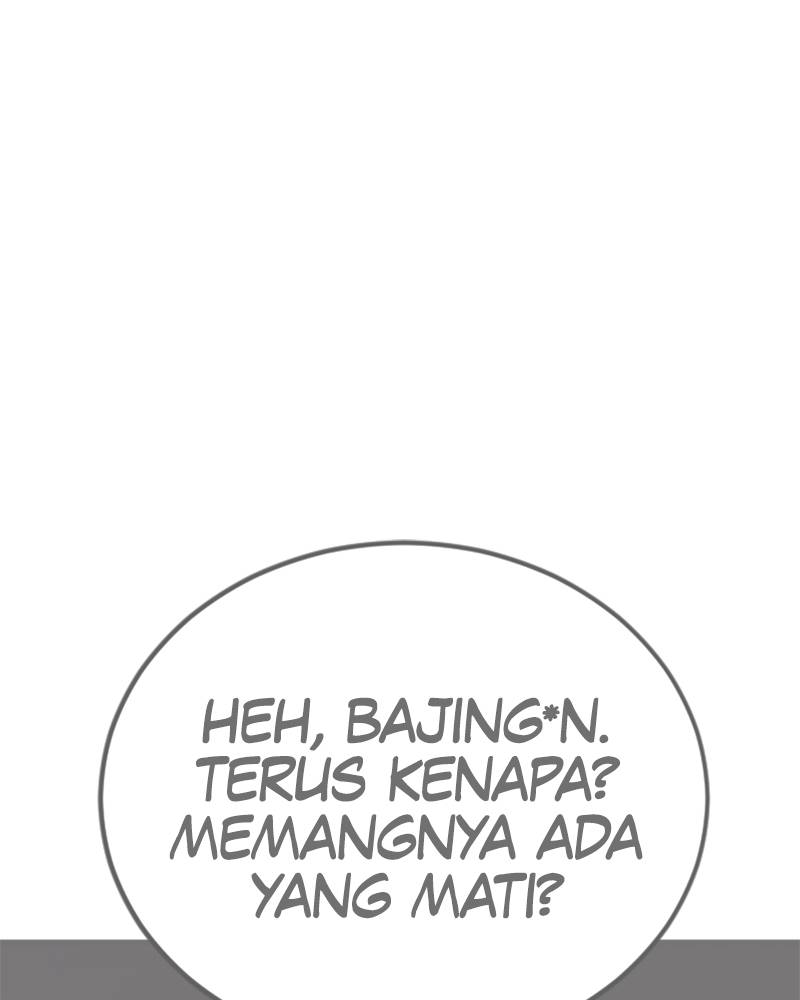 HEH, BAJING*N.
TERUS KENAPA?
MEMANGNYA ADA
YANG MATI?